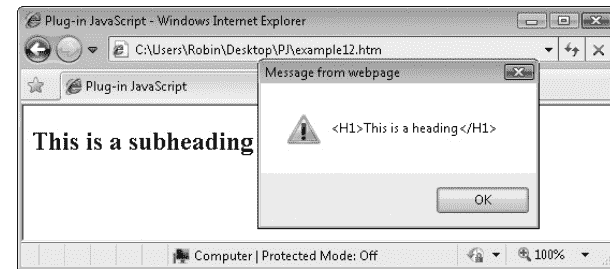 Plug-in JavaScript - Windows Internet Explorer
C:\Users\Robin\Desktop\PJ\example12.htm
Plug-in JavaScript
Message from webpage
<H1>This is a heading</H1>
OK
This is a subheading
Computer | Protected Mode: Off
100%